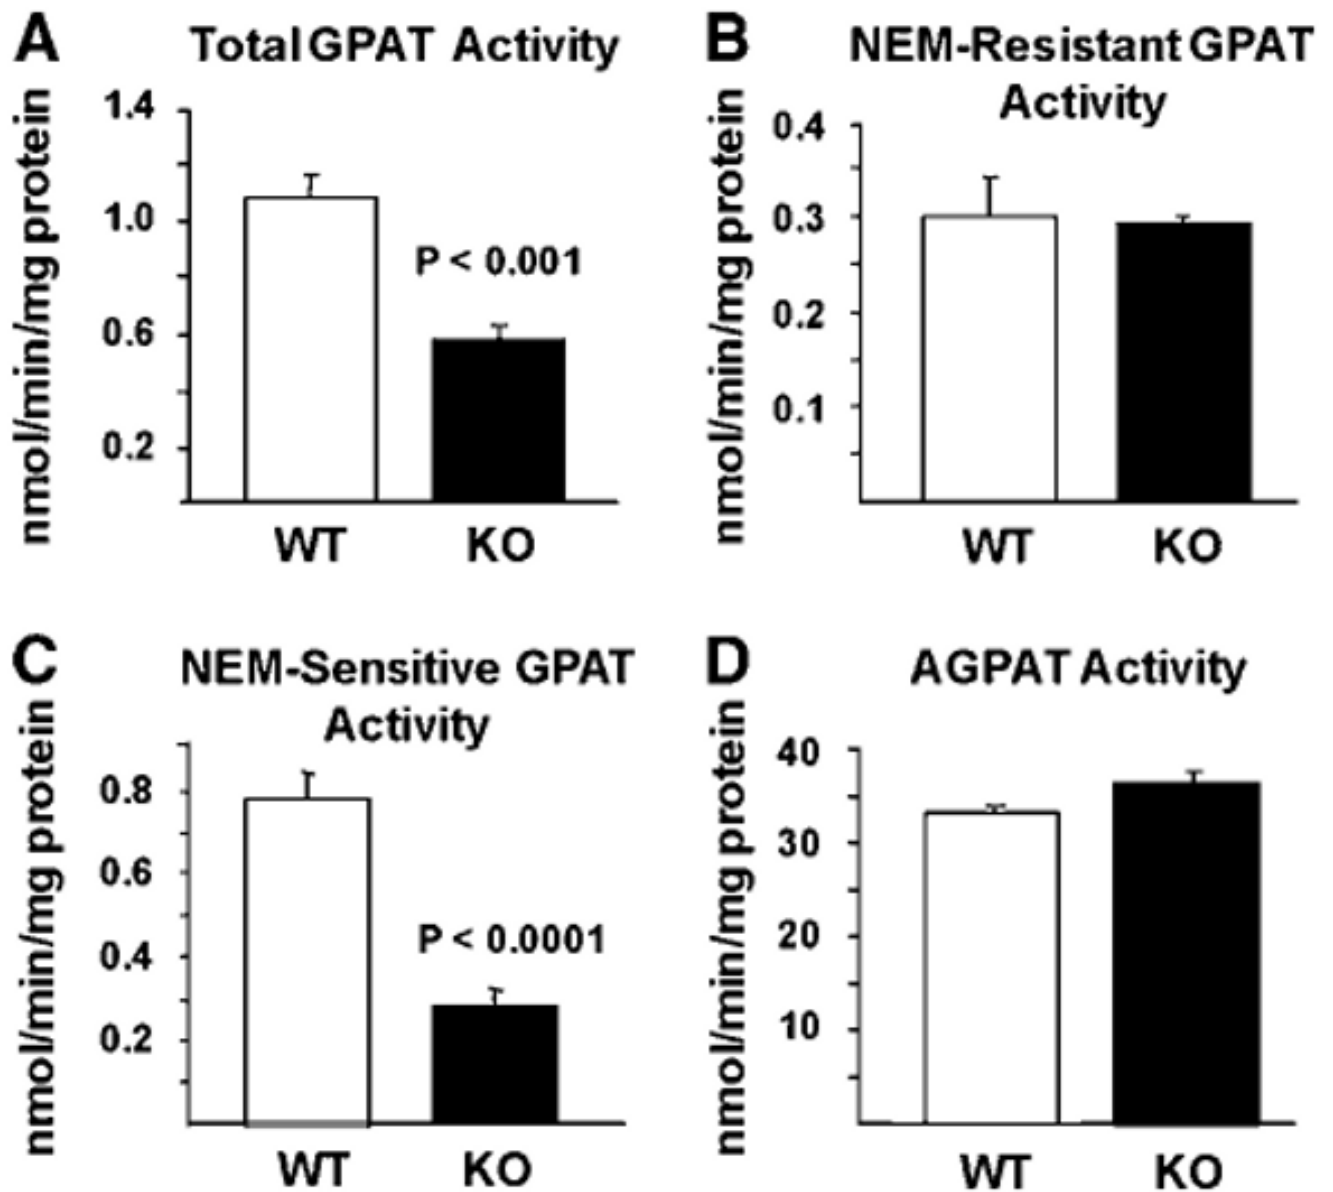 A
Total GPAT Activity
nmol/min/mg protein
1.4
1.0
0.6
0.2
P < 0.001
WT KO
B
NEM-Resistant GPAT
Activity
nmol/min/mg protein
0.4
0.3
0.2
0.1
WT KO
C
NEM-Sensitive GPAT
Activity
nmol/min/mg protein
0.8
0.6
0.4
0.2
P < 0.0001
WT KO
D
AGPAT Activity
nmol/min/mg protein
40
30
20
10
WT KO